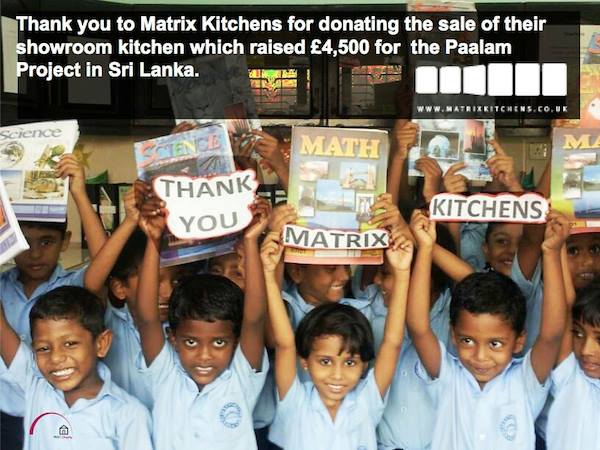 Thank you to Matrix Kitchens for donating the sale of their
showroom kitchen which raised £4,500 for the Paalam
Project in Sri Lanka.
WWW.MATRIXKITCHENS.CO.UK
Science
SCIENCE
MATH
MA
THANK
YOU
MATRIX
KITCHENS